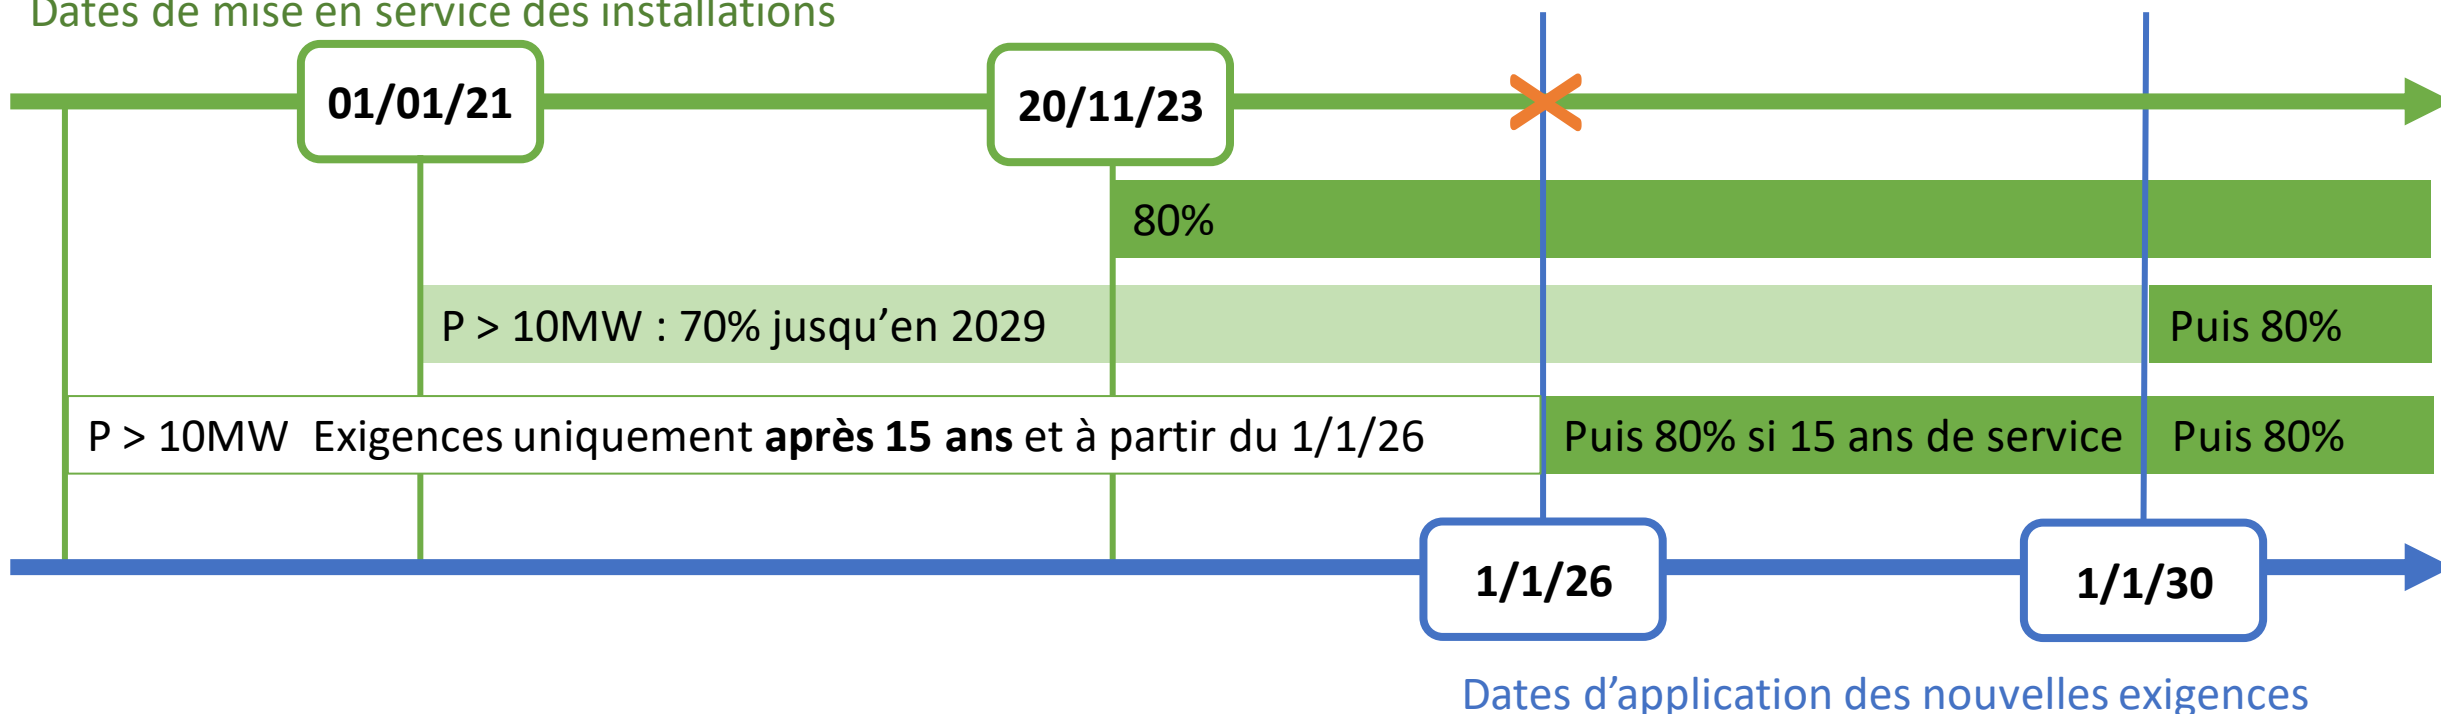 Dates de mise en service des installations
01/01/21
20/11/23
80%
P > 10MW : 70% jusqu’en 2029
Puis 80%
P > 10MW Exigences uniquement après 15 ans et à partir du 1/1/26
Puis 80% si 15 ans de service
Puis 80%
1/1/26
1/1/30
Dates d’application des nouvelles exigences